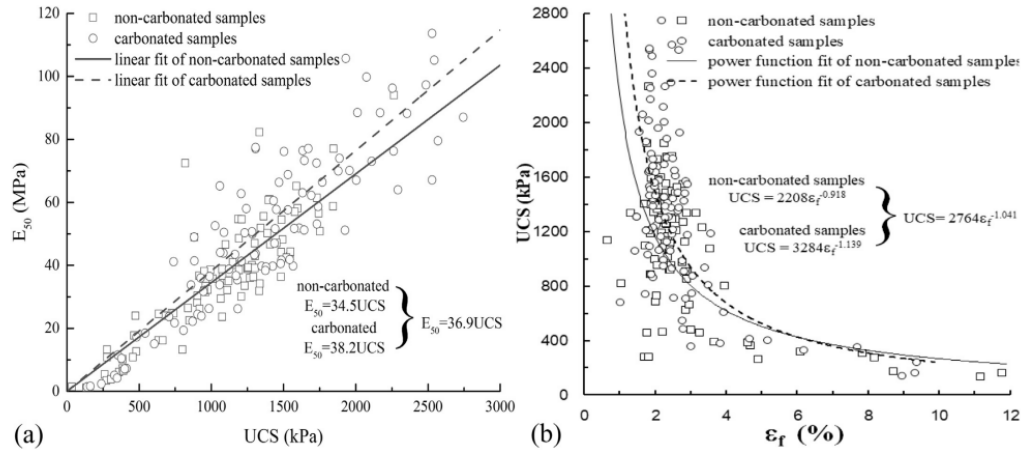 non-carbonated samples
carbonated samples
linear fit of non-carbonated samples
linear fit of carbonated samples
120
100
80
60
40
20
0
E50 (MPa)
non-carbonated
E50=34.5UCS
carbonated
E50=38.2UCS
} E50=36.9UCS
0 500 1000 1500 2000 2500 3000
UCS (kPa)
(a)
non-carbonated samples
carbonated samples
power function fit of non-carbonated samples
power function fit of carbonated samples
2800
2400
2000
1600
1200
800
400
0
UCS (kPa)
non-carbonated samples
UCS = 2208εf-0.918
carbonated samples
UCS = 3284εf-1.139
} UCS= 2764εf-1.041
0 2 4 6 8 10 12
εf (%)
(b)